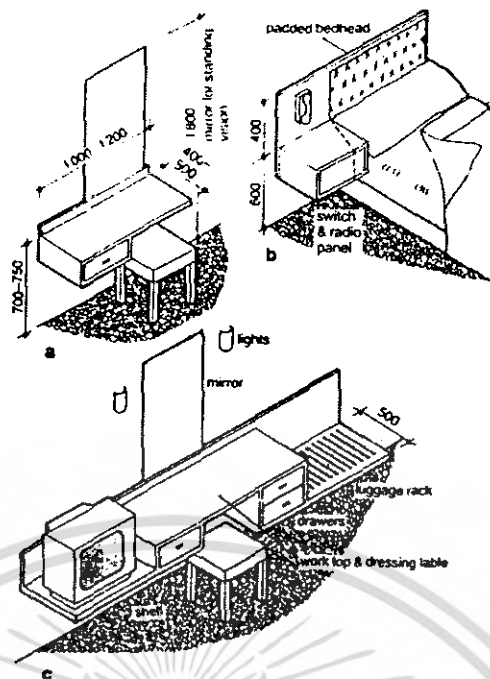 padded bedhead
1800
mirror for standing
vision
1000 - 1200
400-
500
400
600
switch
& radio
panel
b
700-750
a
lights
mirror
500
luggage rack
drawers
work top & dressing table
shelf
c